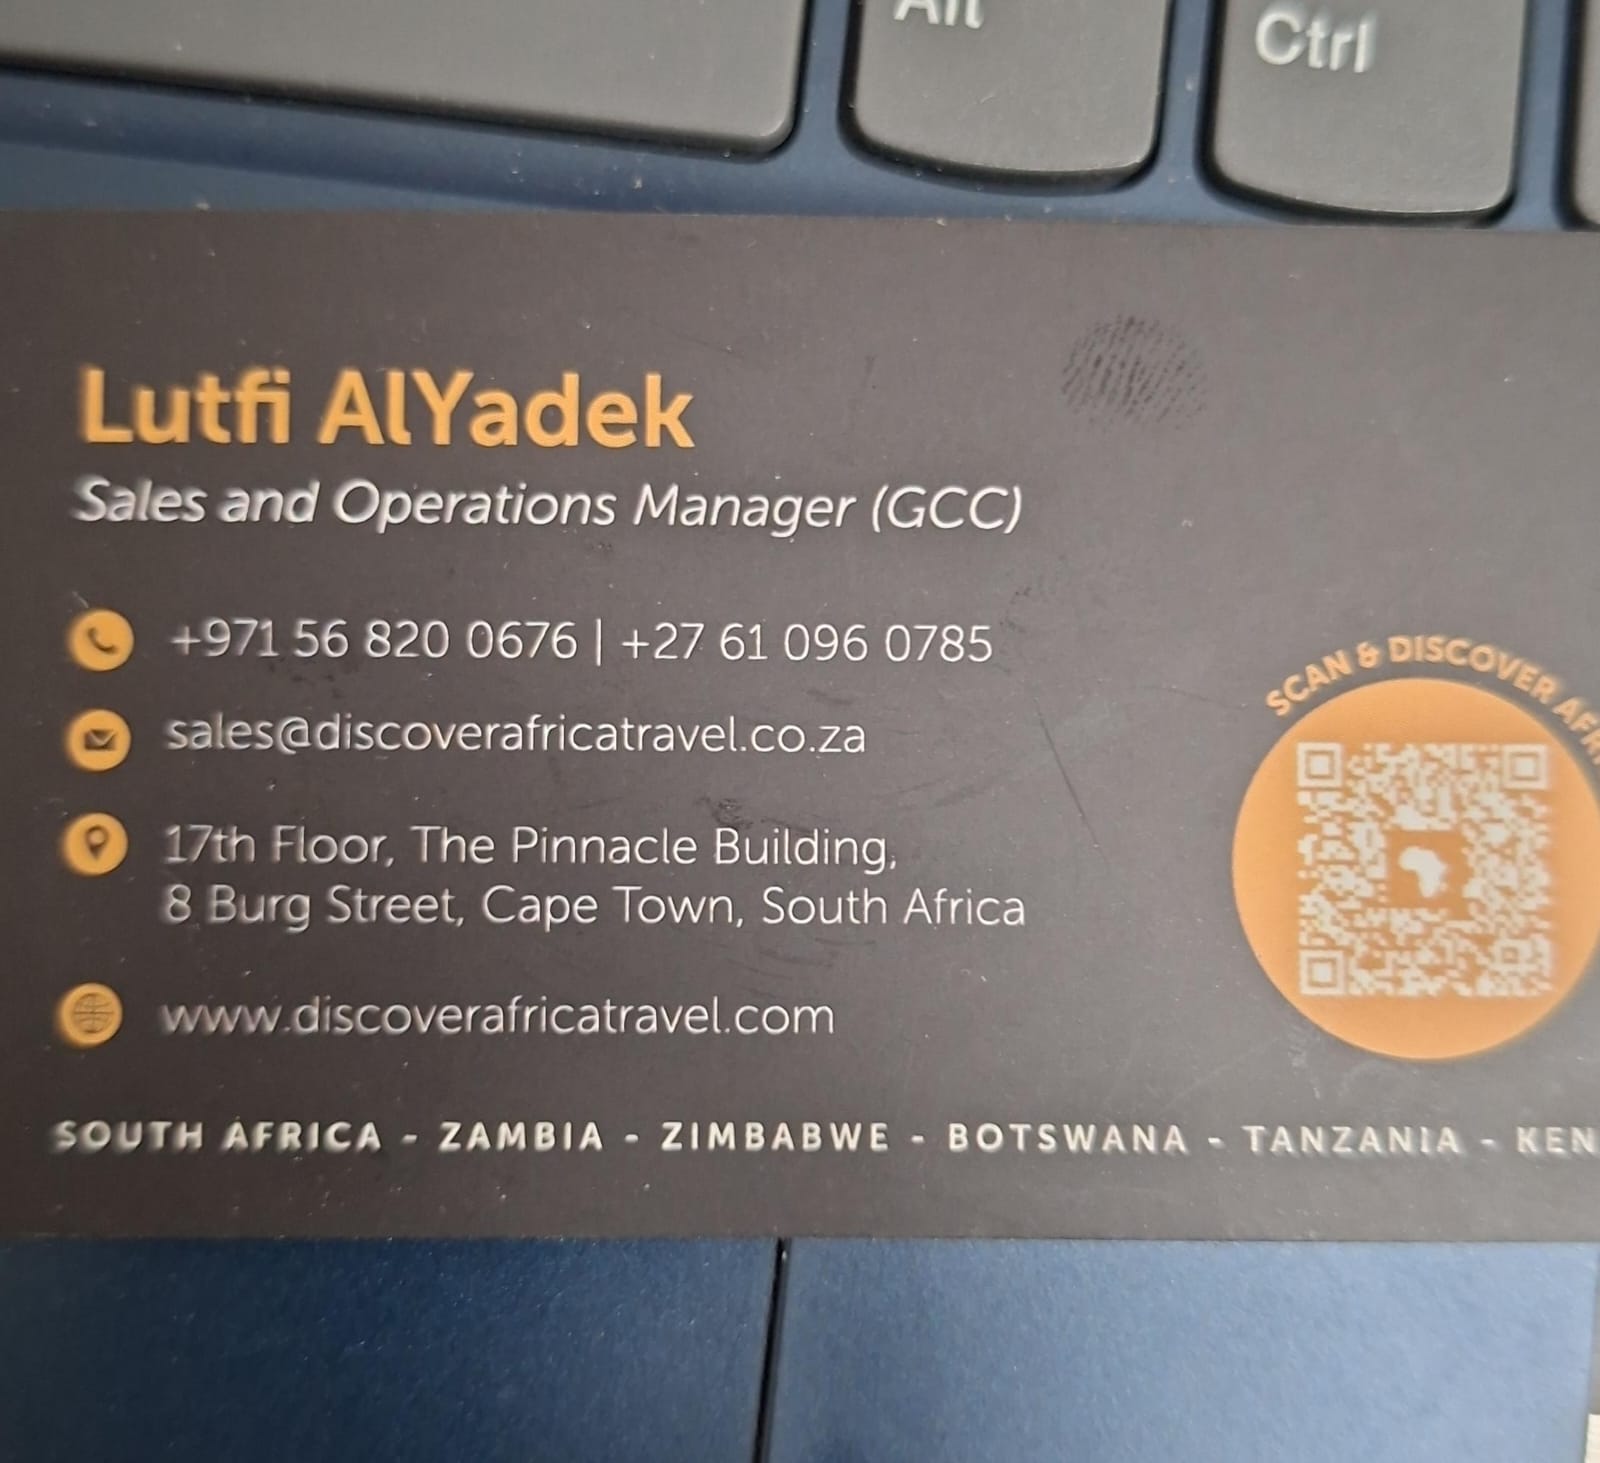 Alt
Ctrl
Lutfi AlYadek
Sales and Operations Manager (GCC)
+971 56 820 0676 | +27 61 096 0785
sales@discoverafricatravel.co.za
17th Floor, The Pinnacle Building,
8 Burg Street, Cape Town, South Africa
www.discoverafricatravel.com
SCAN & DISCOVER AFRI
SOUTH AFRICA - ZAMBIA - ZIMBABWE - BOTSWANA - TANZANIA - KEN